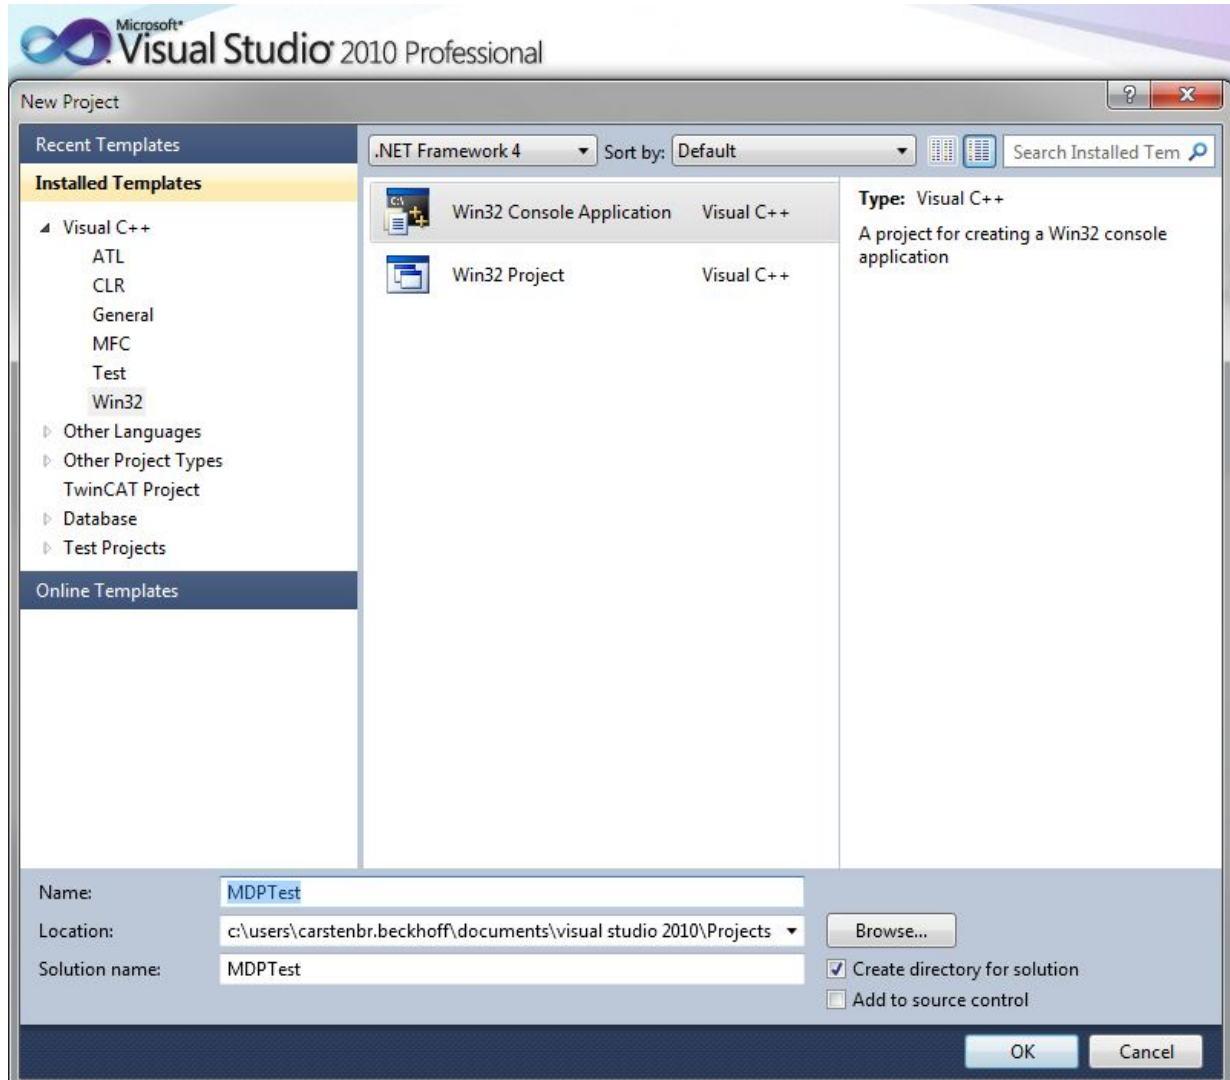 Microsoft®
Visual Studio® 2010 Professional
New Project
Recent Templates
Installed Templates
Visual C++
ATL
CLR
General
MFC
Test
Win32
Other Languages
Other Project Types
TwinCAT Project
Database
Test Projects
Online Templates
.NET Framework 4 Sort by: Default Search Installed Tem
Win32 Console Application Visual C++
Win32 Project Visual C++
Type: Visual C++
A project for creating a Win32 console
application
Name: MDPTest
Location: c:\users\carstenbr.beckhoff\documents\visual studio 2010\Projects Browse...
Solution name: MDPTest
Create directory for solution
Add to source control
OK Cancel